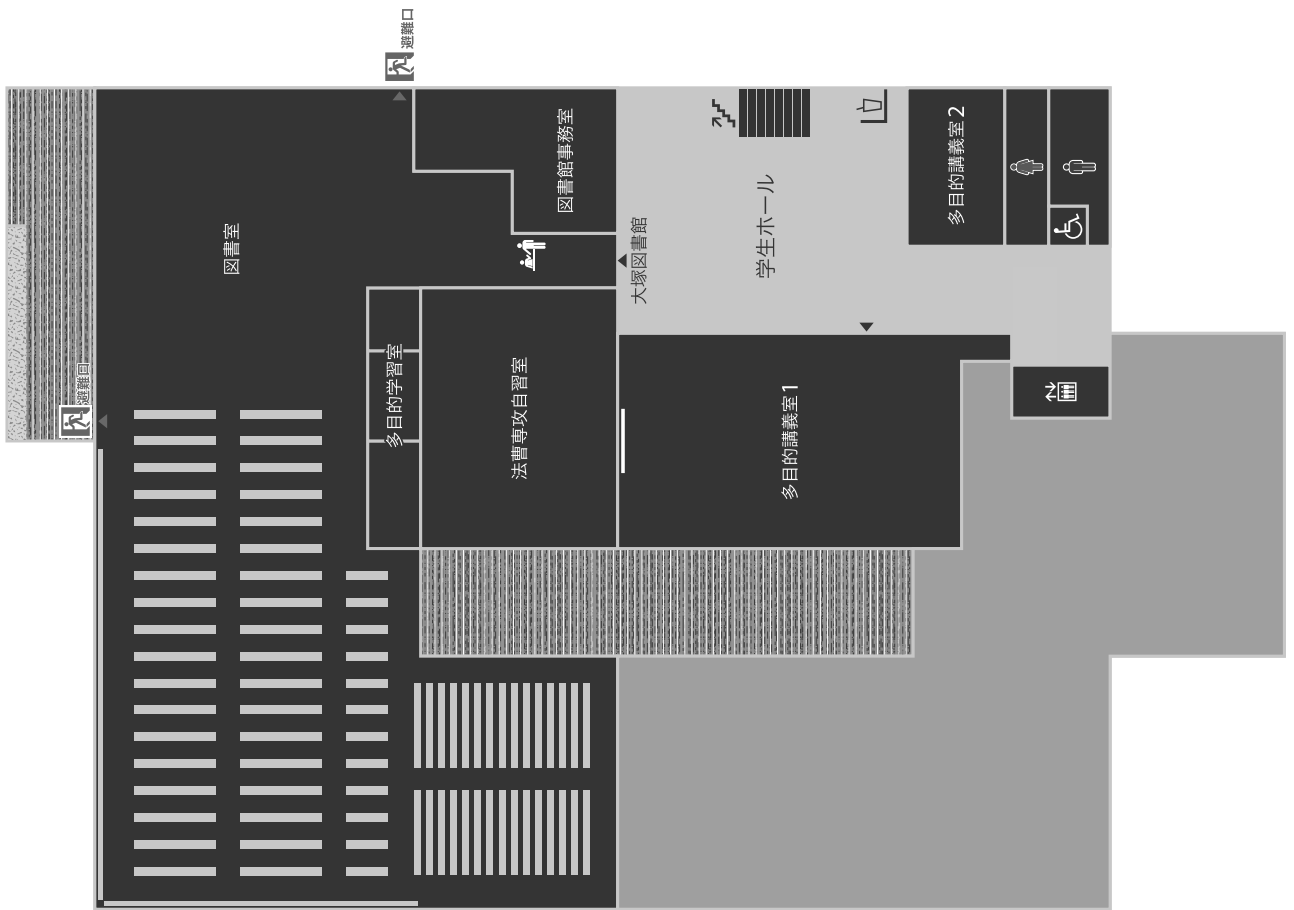 避難口
避難口
図書室
図書館事務室
多目的学習室
法曹専攻自習室
大塚図書館
学生ホール
多目的講義室1
多目的講義室2